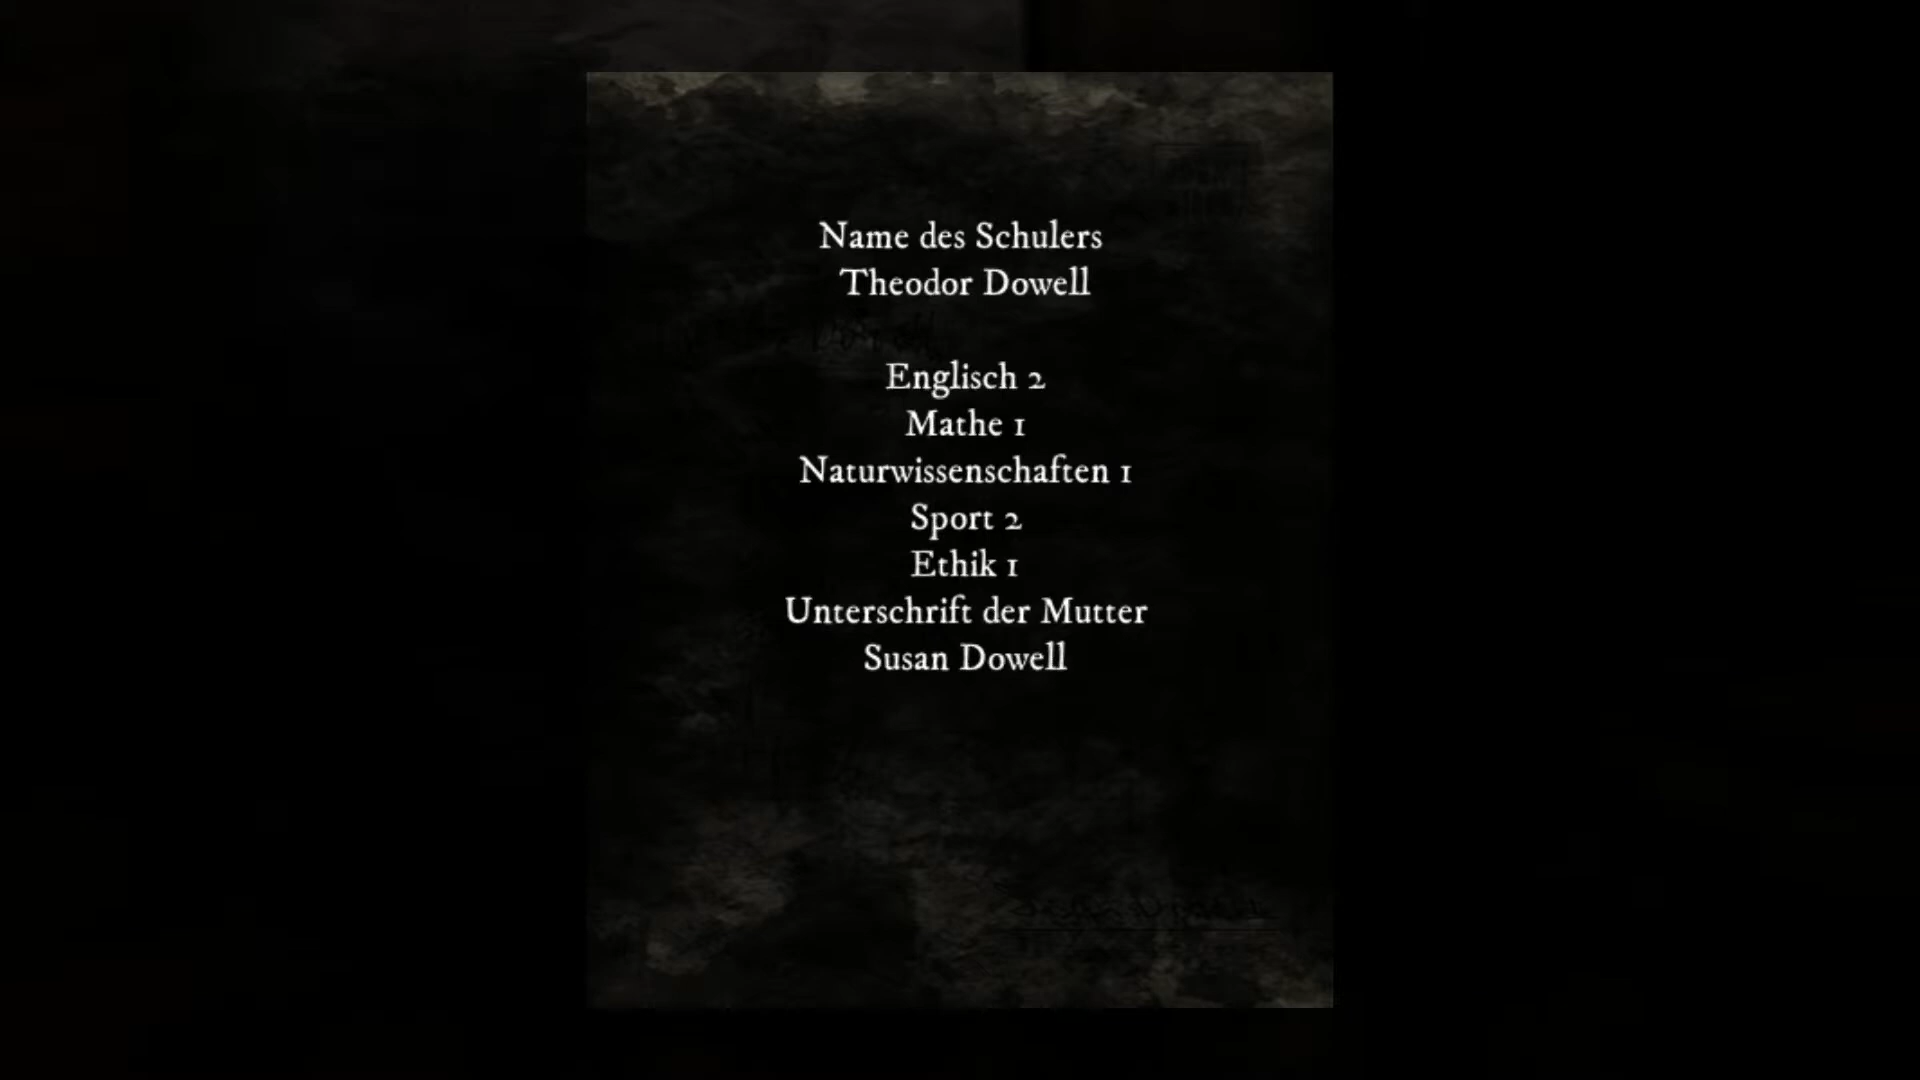 Name des Schulers
Theodor Dowell
Englisch 2
Mathe 1
Naturwissenschaften 1
Sport 2
Ethik 1
Unterschrift der Mutter
Susan Dowell